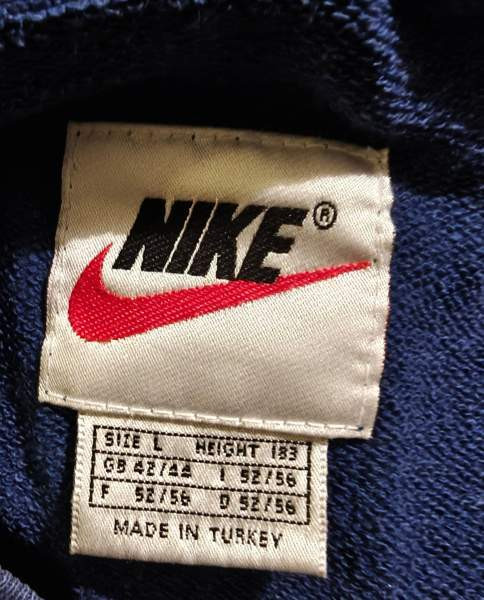 NIKE®
SIZE L HEIGHT 183
GB 42/44 I 52/56
F 52/56 D 52/56
MADE IN TURKEY